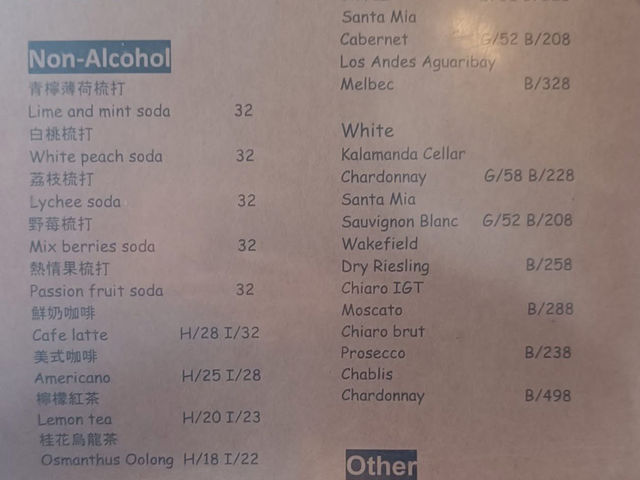 Non-Alcohol
青檸薄荷梳打
Lime and mint soda 32
白桃梳打
White peach soda 32
荔枝梳打
Lychee soda 32
野莓梳打
Mix berries soda 32
熱情果梳打
Passion fruit soda 32
鮮奶咖啡
Cafe latte H/28 I/32
美式咖啡
Americano H/25 I/28
檸檬紅茶
Lemon tea H/20 I/23
桂花烏龍茶
Osmanthus Oolong H/18 I/22
Santa Mia
Cabernet G/52 B/208
Los Andes Aguaribay
Melbec B/328
White
Kalamanda Cellar
Chardonnay G/58 B/228
Santa Mia
Sauvignon Blanc G/52 B/208
Wakefield
Dry Riesling B/258
Chiaro IGT
Moscato B/288
Chiaro brut
Prosecco B/238
Chablis
Chardonnay B/498
Other